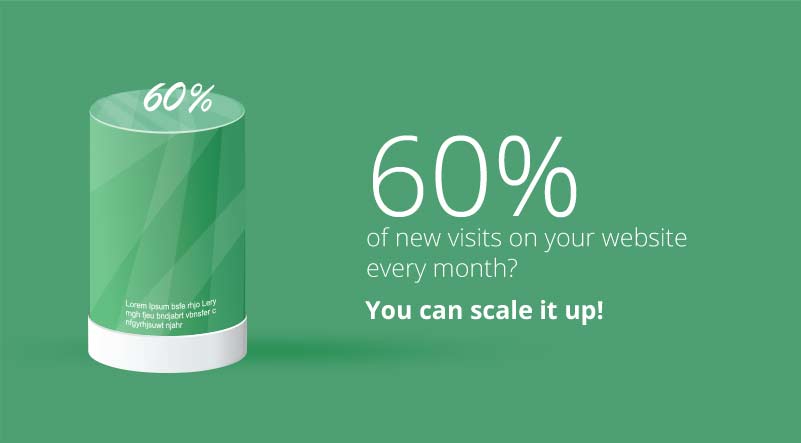 60%
Lorem Ipsum bsfe rhjo Lery
mgh fjeu bndjabrt vbnsfer c
nfgyrhjsuwt njahr
60%
of new visits on your website
every month?
You can scale it up!